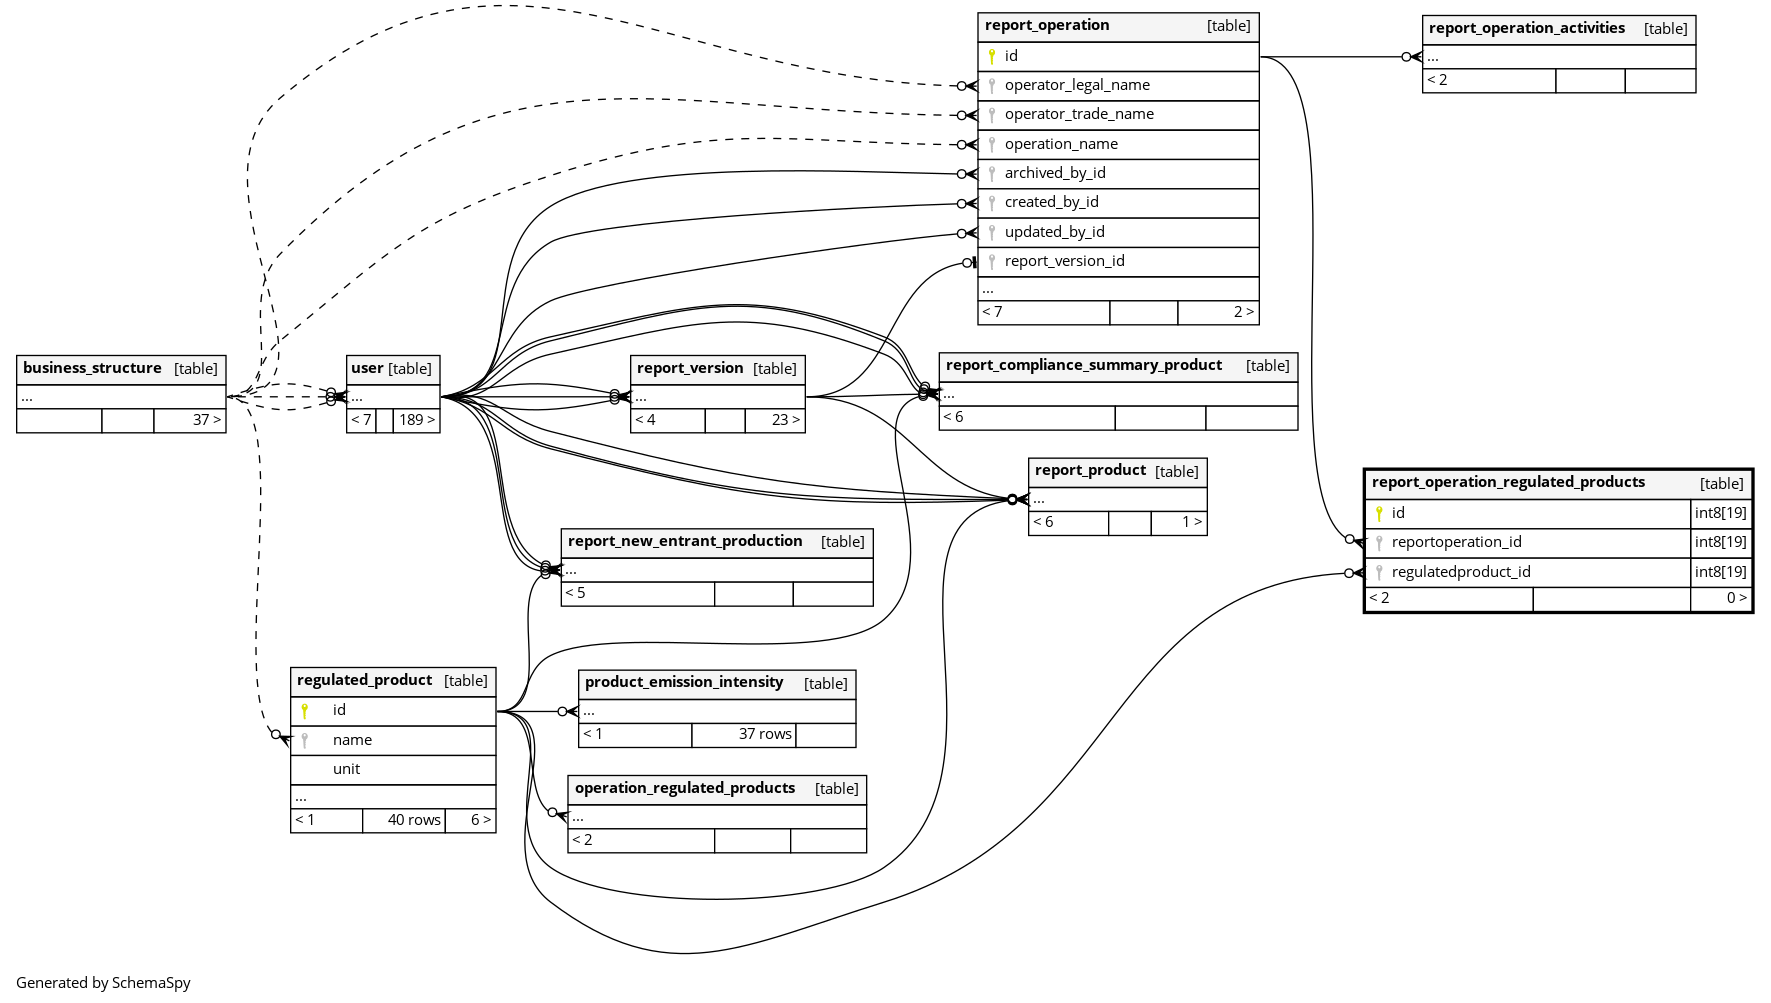 report_operation [table]
id
operator_legal_name
operator_trade_name
operation_name
archived_by_id
created_by_id
updated_by_id
report_version_id
...
< 7 2 >
report_operation_activities [table]
...
< 2
business_structure [table]
...
37 >
user [table]
...
< 7 189 >
report_version [table]
...
< 4 23 >
report_compliance_summary_product [table]
...
< 6
report_product [table]
...
< 6 1 >
report_operation_regulated_products [table]
id int8[19]
reportoperation_id int8[19]
regulatedproduct_id int8[19]
< 2 0 >
report_new_entrant_production [table]
...
< 5
regulated_product [table]
id
name
unit
...
< 1 40 rows 6 >
product_emission_intensity [table]
...
< 1 37 rows
operation_regulated_products [table]
...
< 2
Generated by SchemaSpy